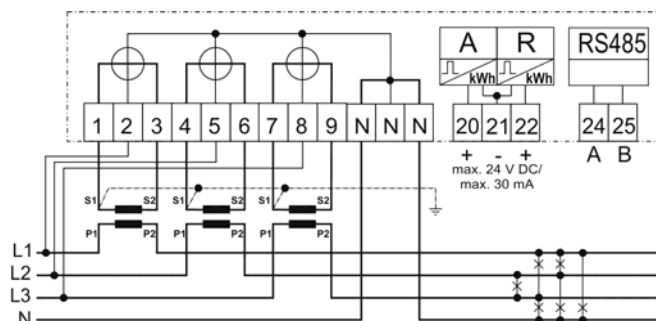 A R RS485
kWh kWh
1 2 3 4 5 6 7 8 9 N N N 20 21 22 24 25
+ - + A B
max. 24 V DC/
max. 30 mA
S1 S2 S1 S2 S1 S2
P1 P2 P1 P2 P1 P2
L1
L2
L3
N